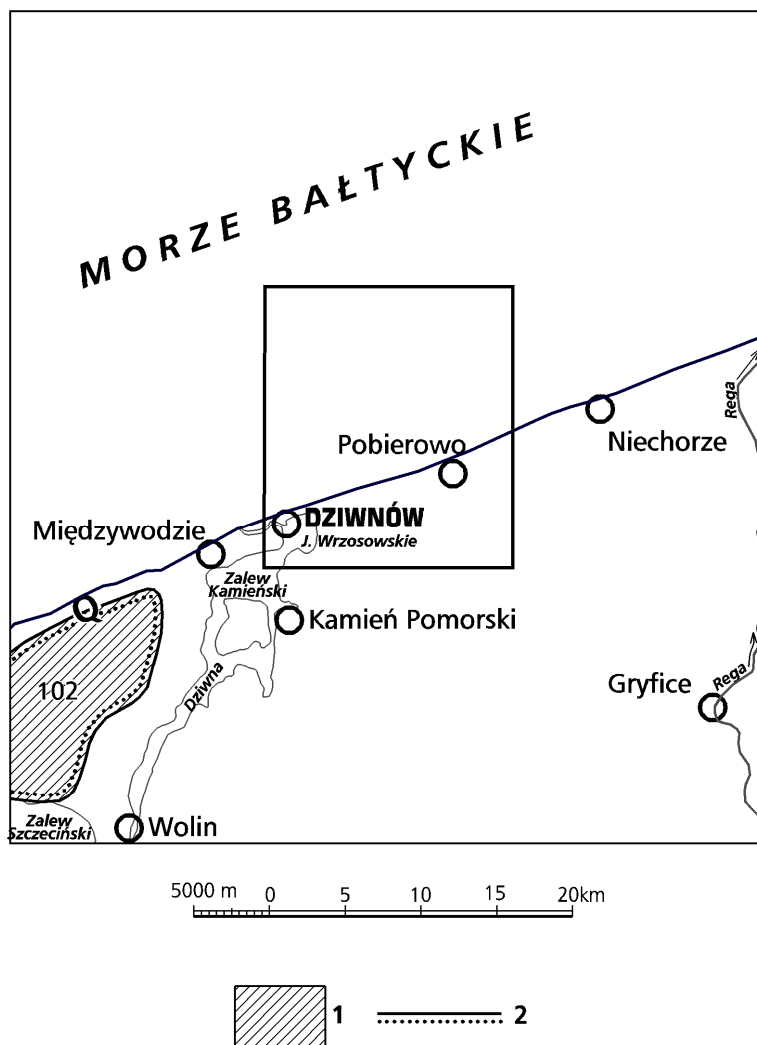 MORZE BAŁTYCKIE
Rega
Niechorze
Pobierowo
DZIWNÓW
J. Wrzosowskie
Międzywodzie
Zalew
Kamieński
Kamień Pomorski
Q
102
Dziwna
Gryfice
Rega
Zalew
Szczeciński
Wolin
5000 m 0 5 10 15 20km
1 2